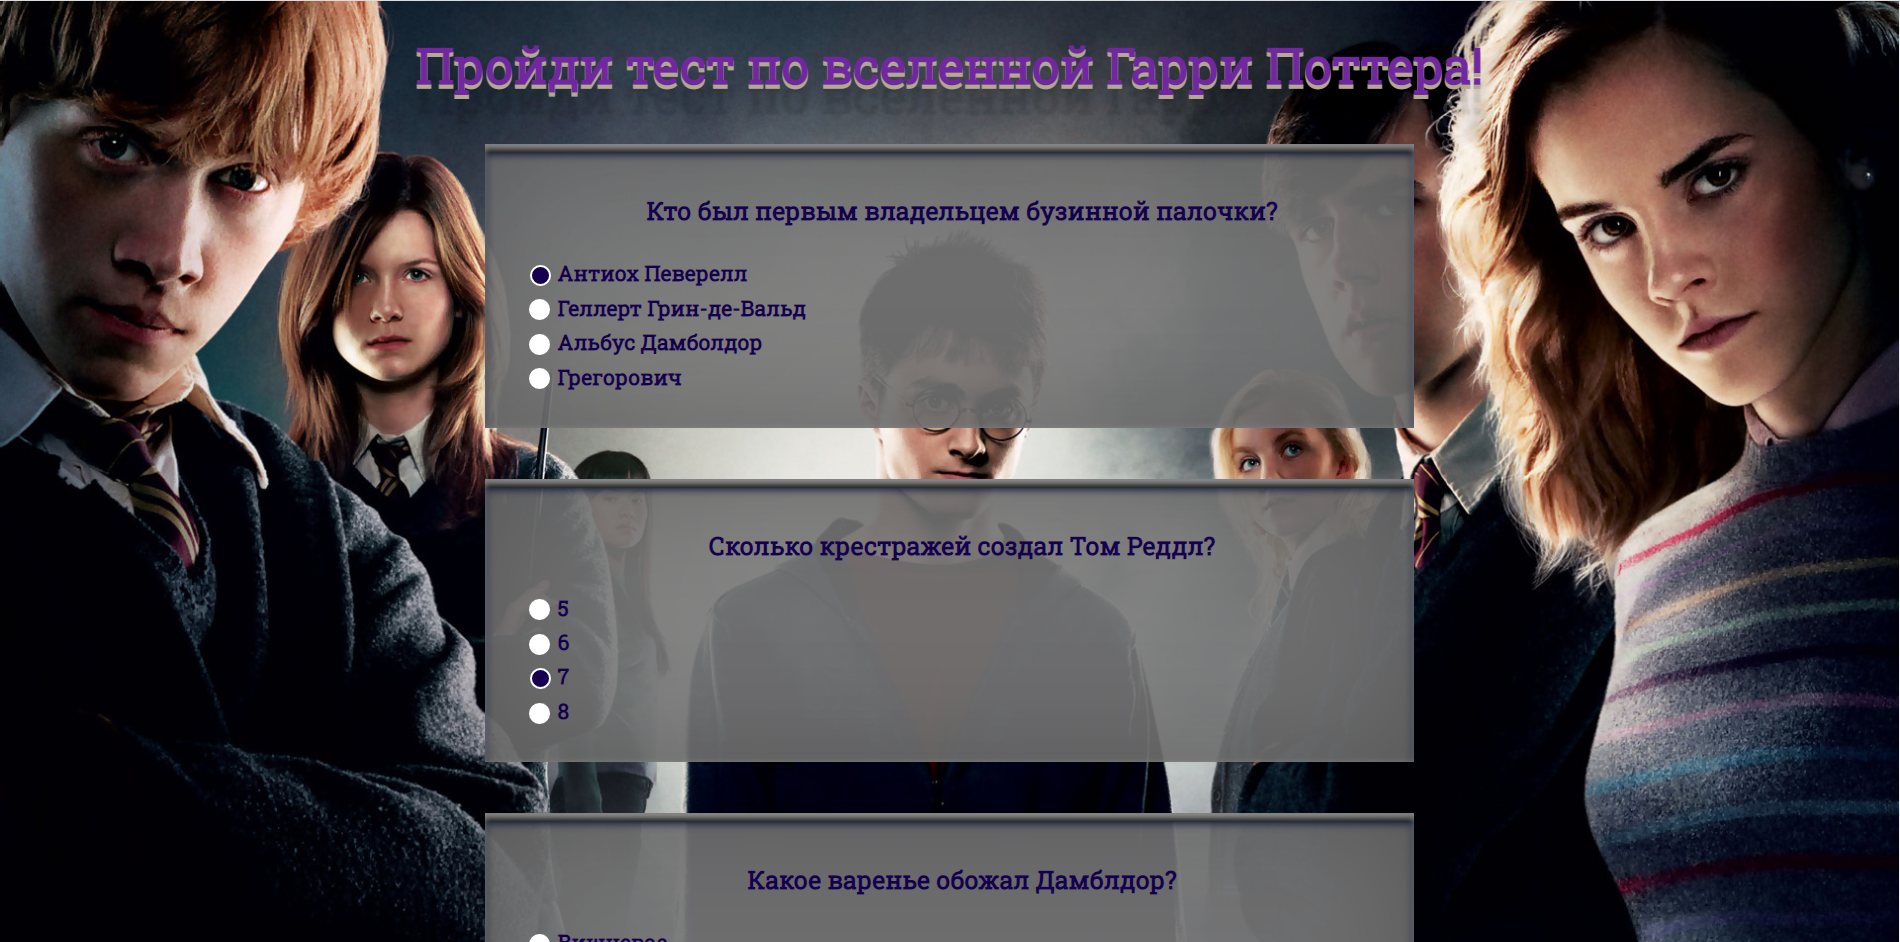 Пройди тест по вселенной Гарри Поттера!
Кто был первым владельцем бузинной палочки?
Антиох Певерелл
Геллерт Грин-де-Вальд
Альбус Дамболдор
Грегорович
Сколько крестражей создал Том Реддл?
5
6
7
8
Какое варенье обожал Дамблдор?